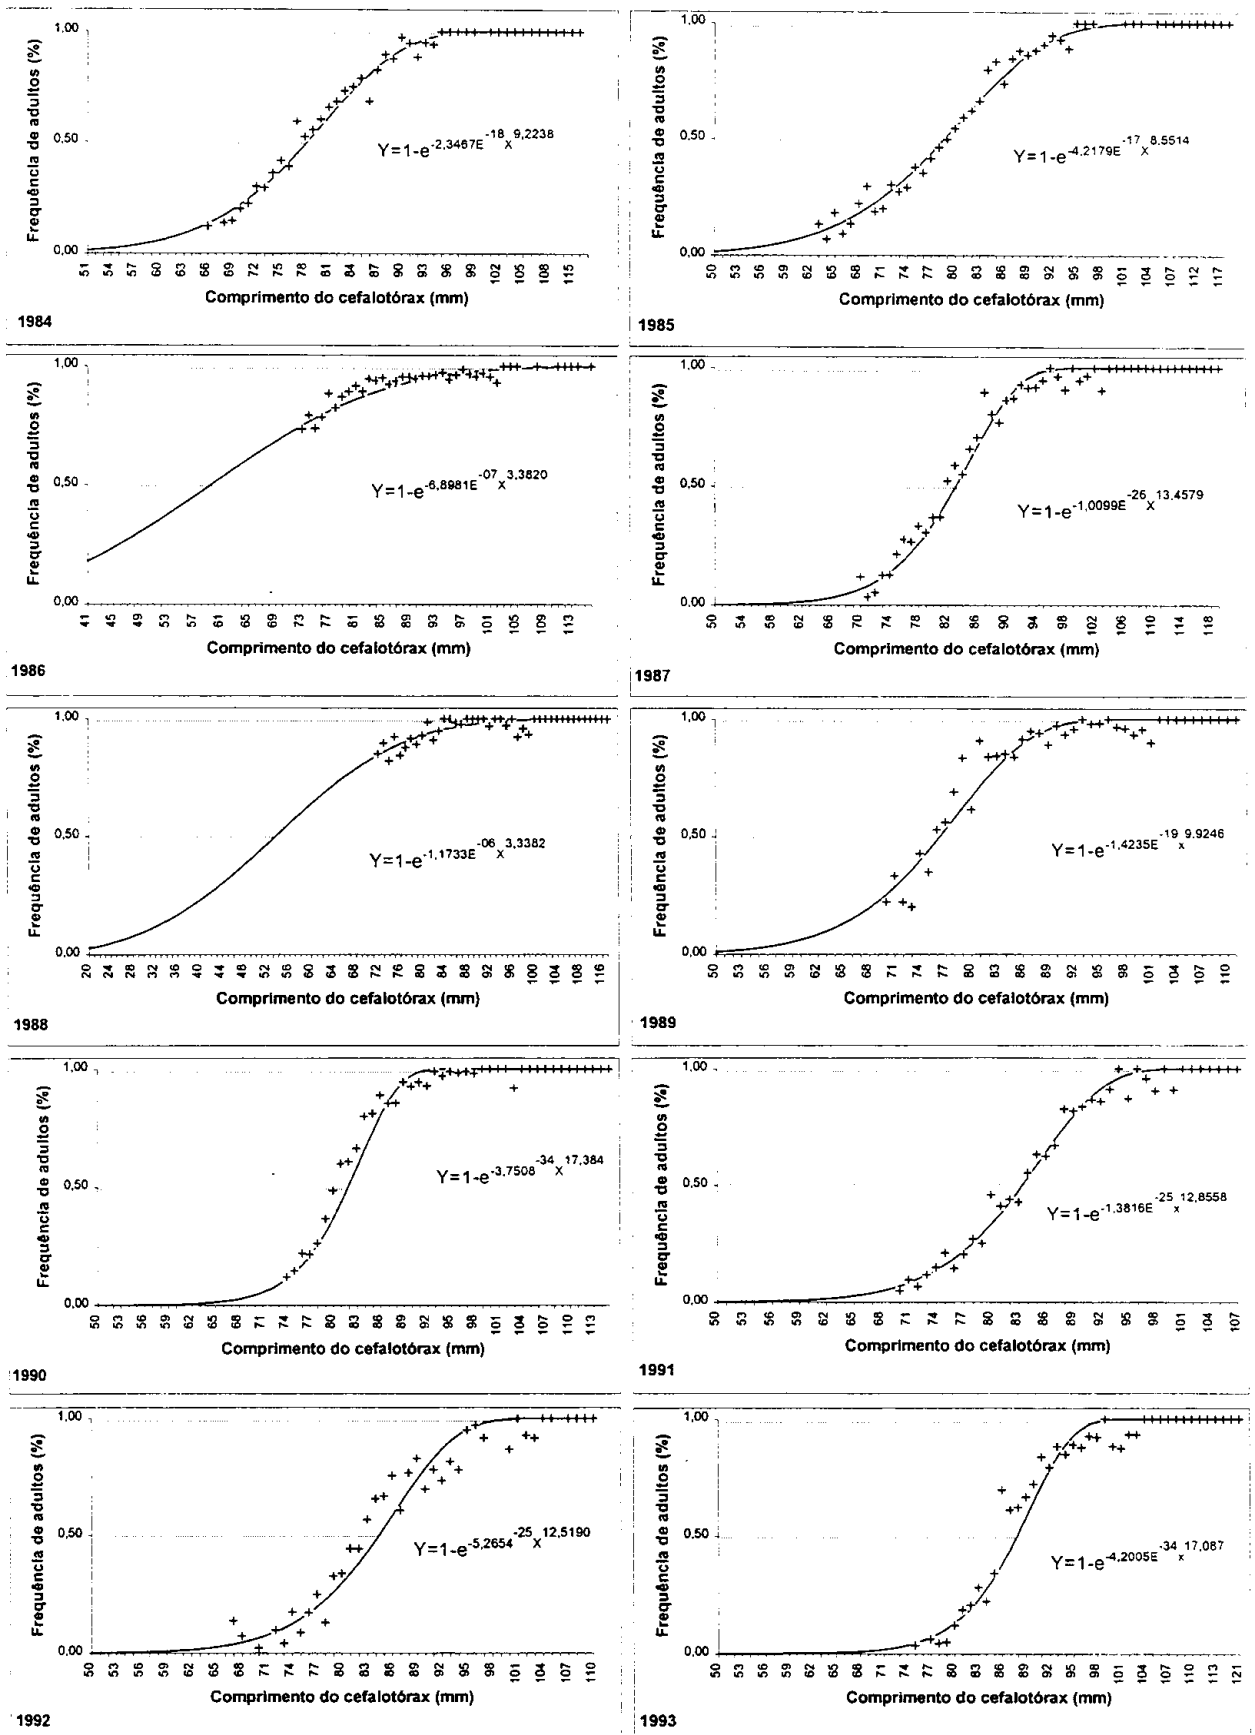 Frequência de adultos (%)
1,00
0,50
0,00
Y=1-e^-2,3467E^-18 x^9,2238
51 54 57 60 63 66 69 72 75 78 81 84 87 90 93 96 99 102 105 108 115
Comprimento do cefalotórax (mm)
1984
Frequência de adultos (%)
1,00
0,50
0,00
Y=1-e^-4,2179E^-17 x^8,5514
50 53 56 59 62 65 68 71 74 77 80 83 86 89 92 95 98 101 104 107 112 117
Comprimento do cefalotórax (mm)
1985
Frequência de adultos (%)
1,00
0,50
0,00
Y=1-e^-6,8981E^-07 x^3,3820
41 45 49 53 57 61 65 69 73 77 81 85 89 93 97 101 105 109 113
Comprimento do cefalotórax (mm)
1986
Frequência de adultos (%)
1,00
0,50
0,00
Y=1-e^-1,0099E^-26 x^13,4579
50 54 58 62 66 70 74 78 82 86 90 94 98 102 106 110 114 118
Comprimento do cefalotórax (mm)
1987
Frequência de adultos (%)
1,00
0,50
0,00
Y=1-e^-1,1733E^-06 x^3,3382
20 24 28 32 36 40 44 48 52 56 60 64 68 72 76 80 84 88 92 96 100 104 108 116
Comprimento do cefalotórax (mm)
1988
Frequência de adultos (%)
1,00
0,50
0,00
Y=1-e^-1,4235E^-19 x^9,9246
50 53 56 59 62 65 68 71 74 77 80 83 86 89 92 95 98 101 104 107 110
Comprimento do cefalotórax (mm)
1989
Frequência de adultos (%)
1,00
0,50
0,00
Y=1-e^-3,7508^-34 x^17,384
50 53 56 59 62 65 68 71 74 77 80 83 86 89 92 95 98 101 104 107 110 113
Comprimento do cefalotórax (mm)
1990
Frequência de adultos (%)
1,00
0,50
0,00
Y=1-e^-1,3816E^-25 x^12,8558
50 53 56 59 62 65 68 71 74 77 80 83 86 89 92 95 98 101 104 107
Comprimento do cefalotórax (mm)
1991
Frequência de adultos (%)
1,00
0,50
0,00
Y=1-e^-5,2654^-25 x^12,5190
50 53 56 59 62 65 68 71 74 77 80 83 86 89 92 95 98 101 104 107 110
Comprimento do cefalotórax (mm)
1992
Frequência de adultos (%)
1,00
0,50
0,00
Y=1-e^-4,2005E^-34 x^17,087
50 53 56 59 62 65 68 71 74 77 80 83 86 89 92 95 98 101 104 107 110 113 121
Comprimento do cefalotórax (mm)
1993